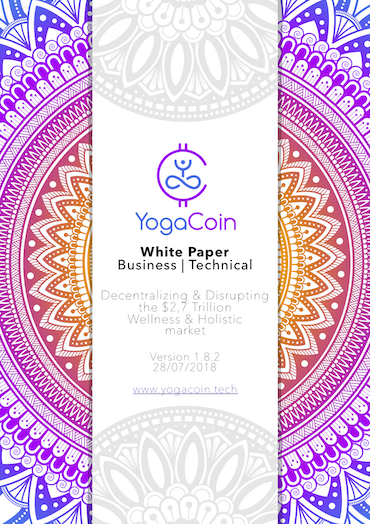 YogaCoin
White Paper
Business | Technical
Decentralizing & Disrupting
the $2,7 Trillion
Wellness & Holistic
market
Version 1.8.2
28/07/2018
www.yogacoin.tech